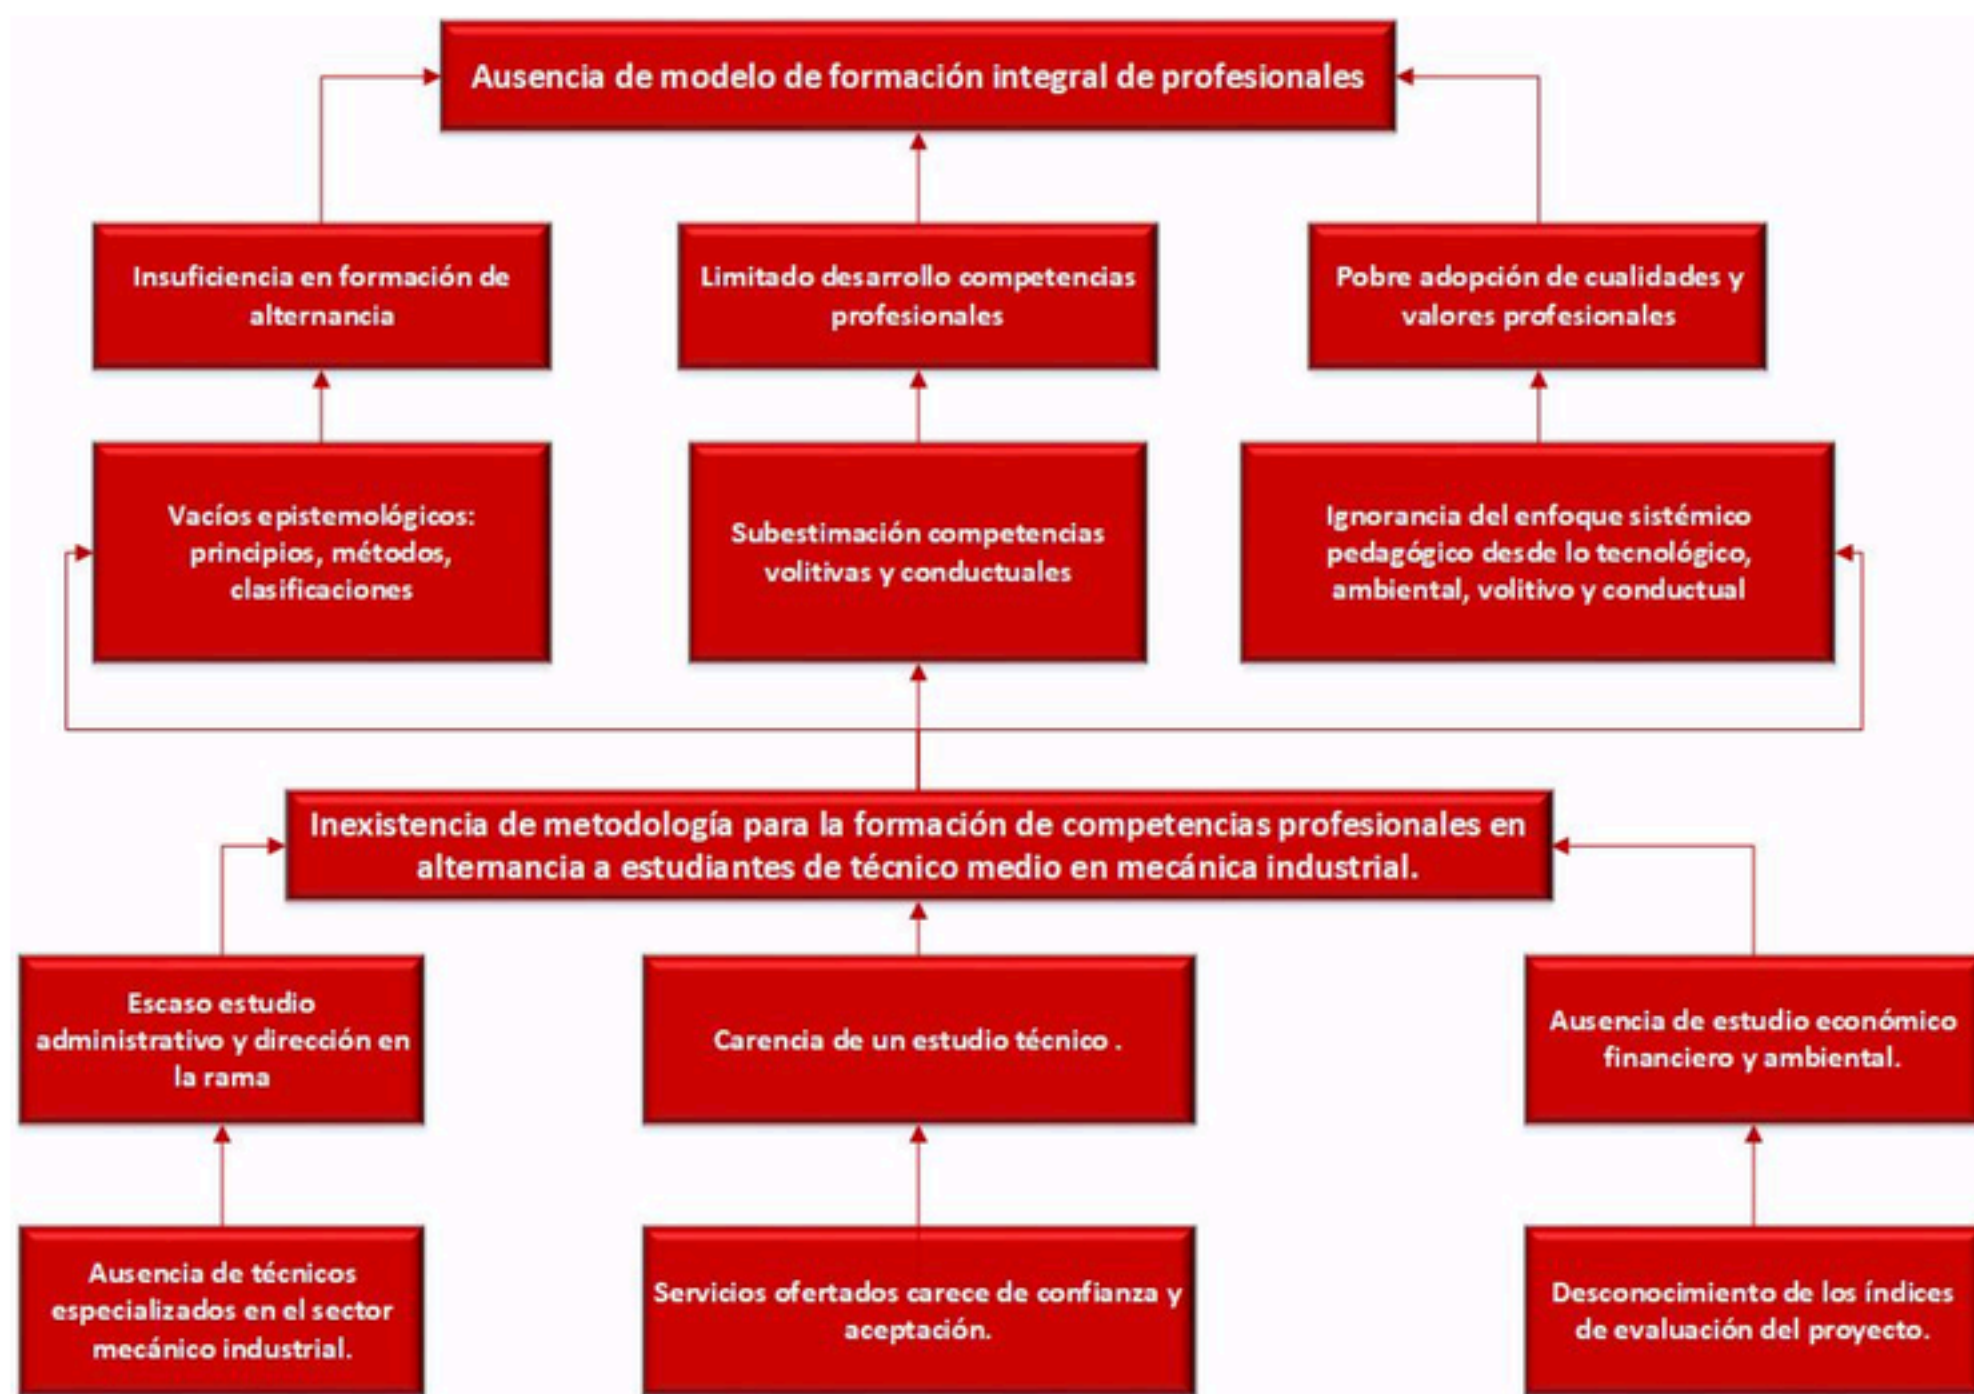 Ausencia de modelo de formación integral de profesionales
Insuficiencia en formación de
alternancia
Limitado desarrollo competencias
profesionales
Pobre adopción de cualidades y
valores profesionales
Vacíos epistemológicos:
principios, métodos,
clasificaciones
Subestimación competencias
volitivas y conductuales
Ignorancia del enfoque sistémico
pedagógico desde lo tecnológico,
ambiental, volitivo y conductual
Inexistencia de metodología para la formación de competencias profesionales en
alternancia a estudiantes de técnico medio en mecánica industrial.
Escaso estudio
administrativo y dirección en
la rama
Carencia de un estudio técnico .
Ausencia de estudio económico
financiero y ambiental.
Ausencia de técnicos
especializados en el sector
mecánico industrial.
Servicios ofertados carece de confianza y
aceptación.
Desconocimiento de los índices
de evaluación del proyecto.